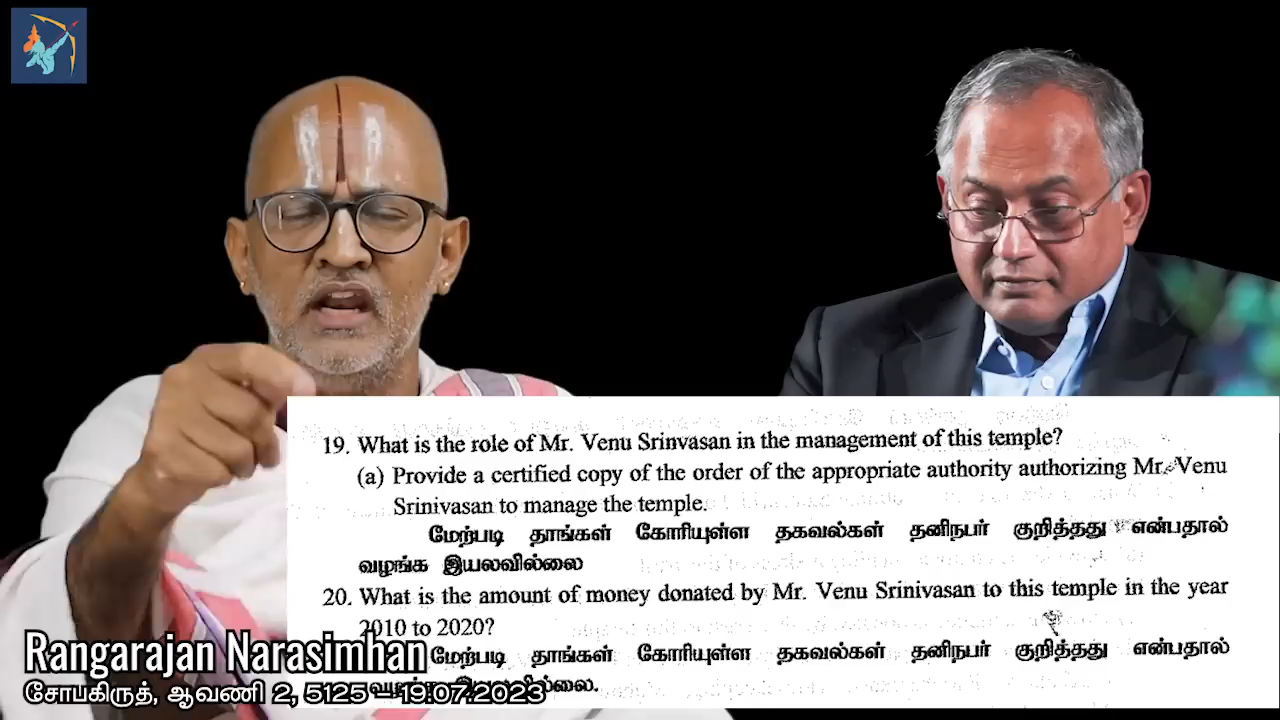 19. What is the role of Mr. Venu Srinvasan in the management of this temple?
(a) Provide a certified copy of the order of the appropriate authority authorizing Mr. Venu
Srinivasan to manage the temple.
மேற்படி தாங்கள் கோரியுள்ள தகவல்கள் தனிநபர் குறித்தது என்பதால்
வழங்க இயலவில்லை
20. What is the amount of money donated by Mr. Venu Srinivasan to this temple in the year
2010 to 2020?
மேற்படி தாங்கள் கோரியுள்ள தகவல்கள் தனிநபர் குறித்தது என்பதால்
Rangarajan Narasimhan
சோபகிருத், ஆவணி 2, 5125 – 19.07.2023